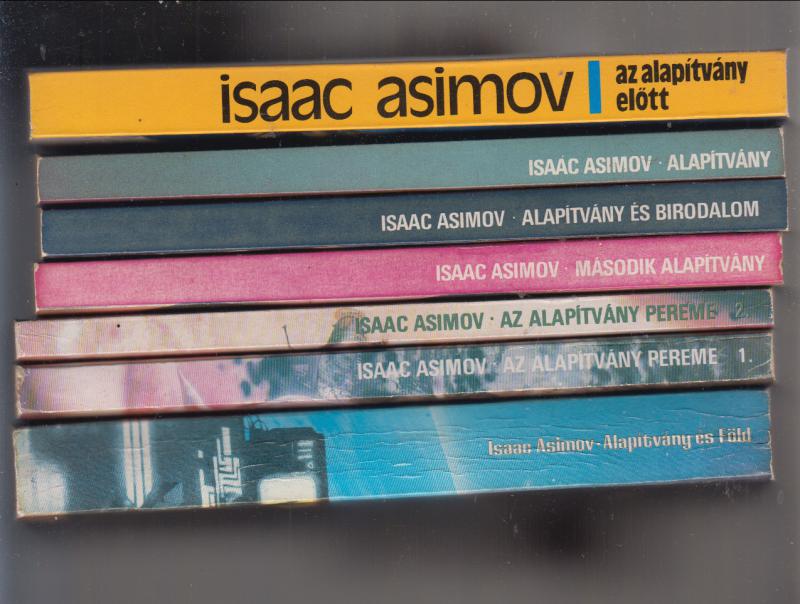 isaac asimov
az alapítvány
előtt
ISAAC ASIMOV · ALAPÍTVÁNY
ISAAC ASIMOV · ALAPÍTVÁNY ÉS BIRODALOM
ISAAC ASIMOV · MÁSODIK ALAPÍTVÁNY
ISAAC ASIMOV · AZ ALAPÍTVÁNY PEREME 2.
ISAAC ASIMOV · AZ ALAPÍTVÁNY PEREME 1.
Isaac Asimov-Alapítvány és Föld